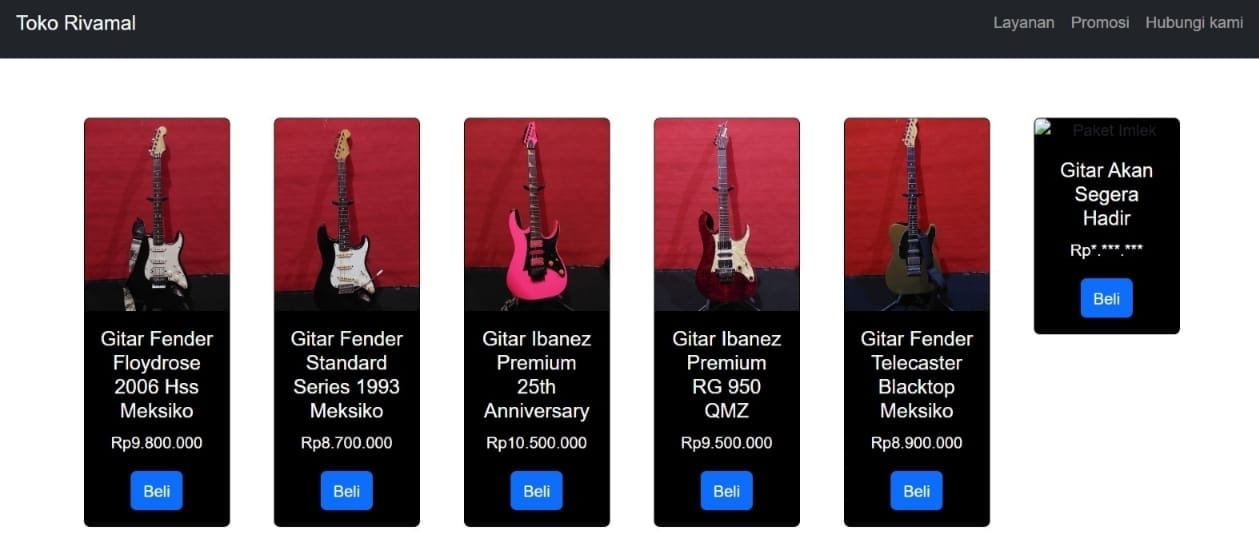 Toko Rivamal
Layanan Promosi Hubungi kami
Gitar Fender
Floydrose
2006 Hss
Meksiko
Rp9.800.000
Beli
Gitar Fender
Standard
Series 1993
Meksiko
Rp8.700.000
Beli
Gitar Ibanez
Premium
25th
Anniversary
Rp10.500.000
Beli
Gitar Ibanez
Premium
RG 950
QMZ
Rp9.500.000
Beli
Gitar Fender
Telecaster
Blacktop
Meksiko
Rp8.900.000
Beli
Paket Imlek
Gitar Akan
Segera
Hadir
Rp*.***.***
Beli